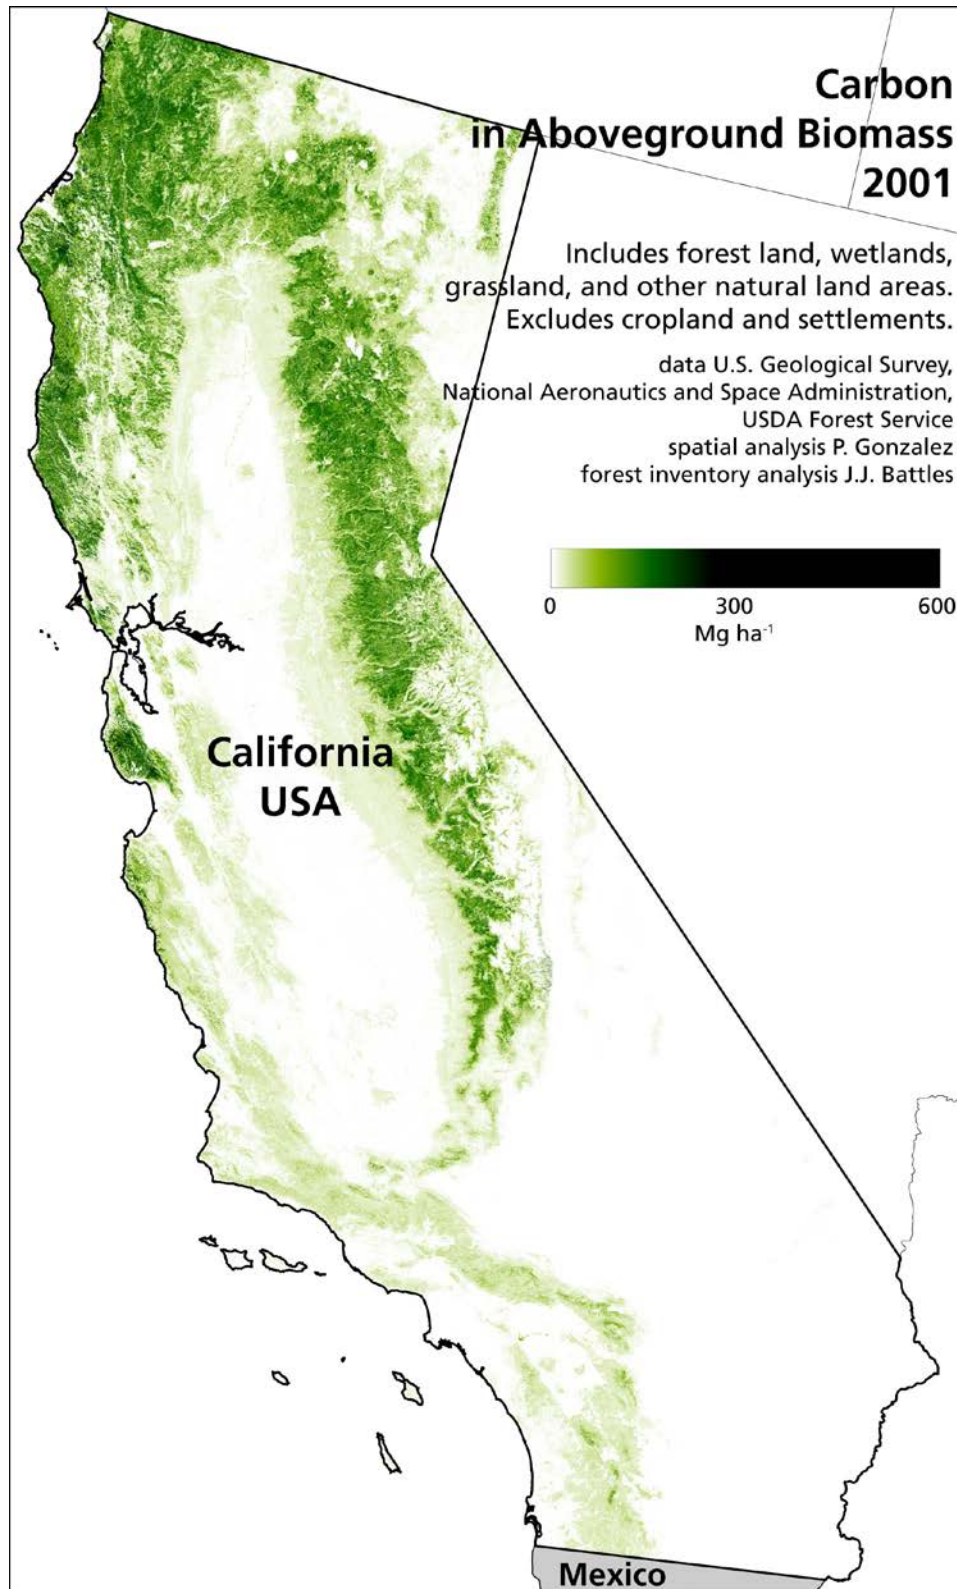 Carbon
in Aboveground Biomass
2001
Includes forest land, wetlands,
grassland, and other natural land areas.
Excludes cropland and settlements.
data U.S. Geological Survey,
National Aeronautics and Space Administration,
USDA Forest Service
spatial analysis P. Gonzalez
forest inventory analysis J.J. Battles
0 300 600
Mg ha⁻¹
California
USA
Mexico